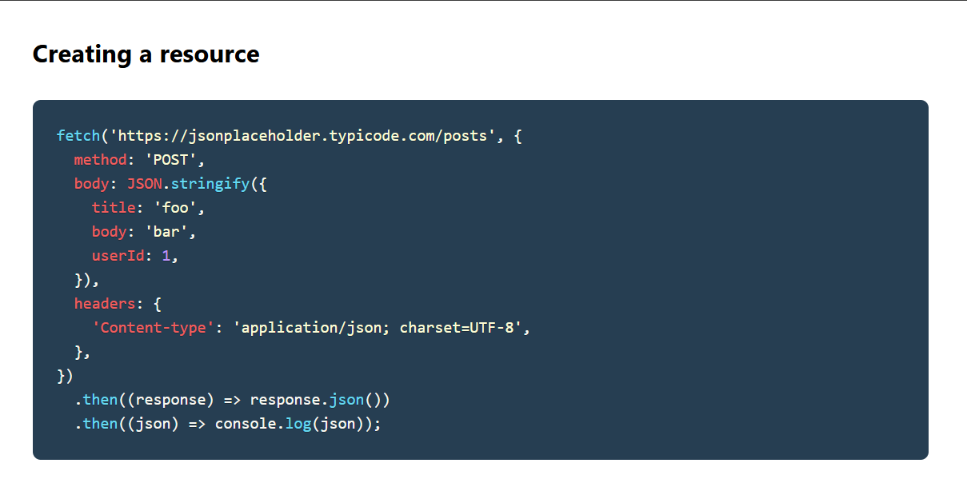 Creating a resource
fetch('https://jsonplaceholder.typicode.com/posts', {
  method: 'POST',
  body: JSON.stringify({
    title: 'foo',
    body: 'bar',
    userId: 1,
  }),
  headers: {
    'Content-type': 'application/json; charset=UTF-8',
  },
})
  .then((response) => response.json())
  .then((json) => console.log(json));